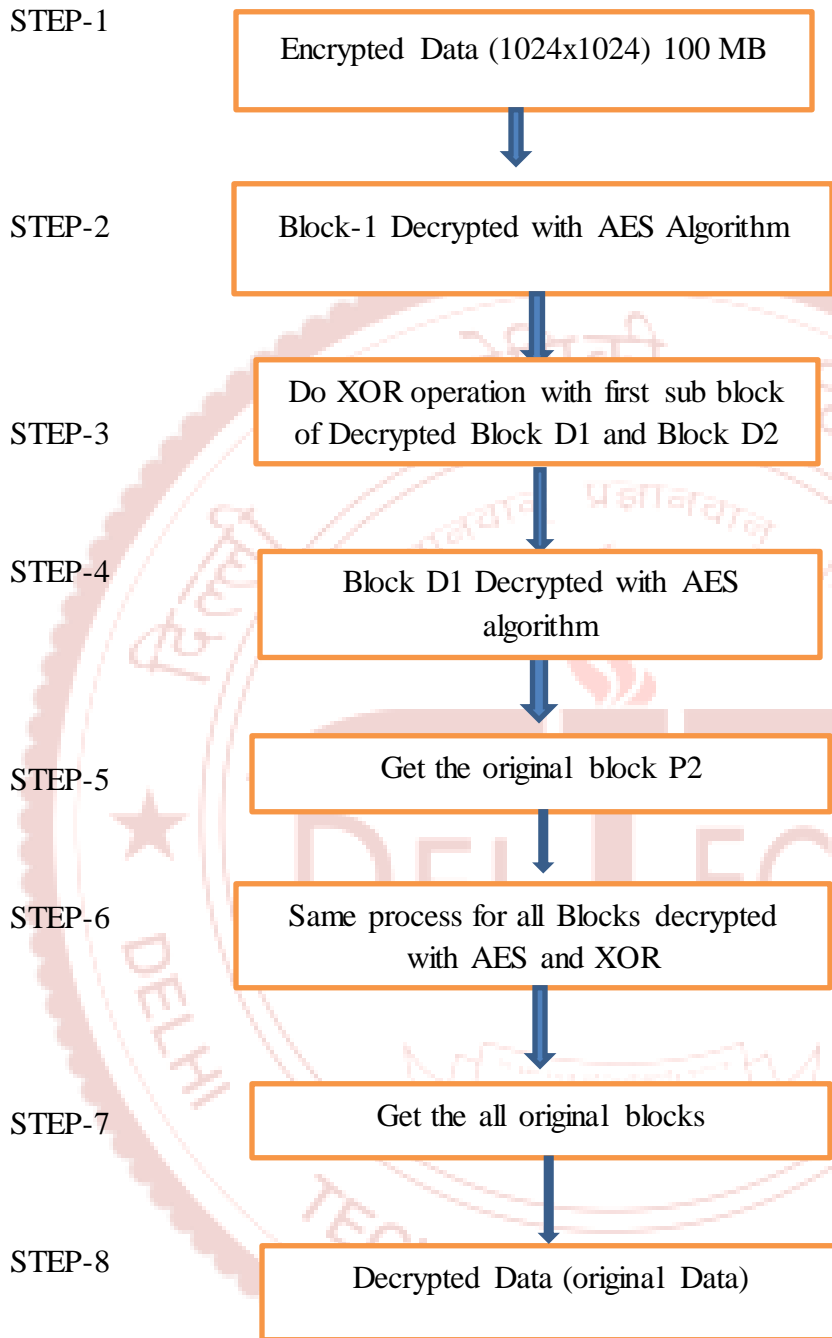 STEP-1
Encrypted Data (1024x1024) 100 MB
STEP-2
Block-1 Decrypted with AES Algorithm
STEP-3
Do XOR operation with first sub block
of Decrypted Block D1 and Block D2
STEP-4
Block D1 Decrypted with AES
algorithm
STEP-5
Get the original block P2
STEP-6
Same process for all Blocks decrypted
with AES and XOR
STEP-7
Get the all original blocks
STEP-8
Decrypted Data (original Data)
DELHI